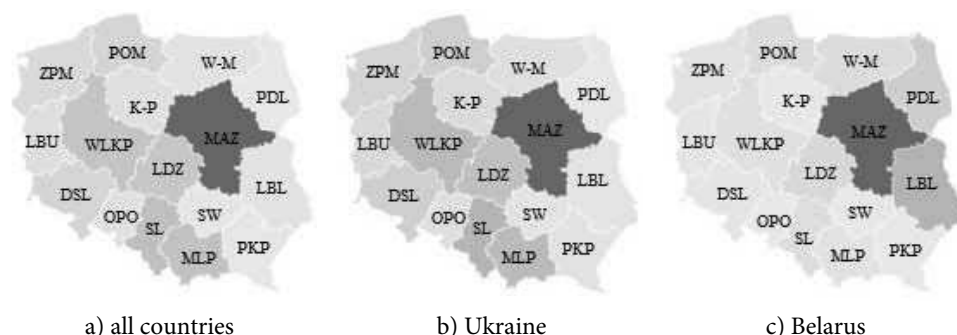 POM
ZPM
W-M
K-P
PDL
LBU
WLKP
MAZ
LDZ
DSL
LBL
OPO
SW
SL
MLP
PKP
a) all countries
POM
ZPM
W-M
K-P
PDL
LBU
WLKP
MAZ
LDZ
DSL
LBL
OPO
SW
SL
MLP
PKP
b) Ukraine
POM
ZPM
W-M
K-P
PDL
LBU
WLKP
MAZ
LDZ
DSL
LBL
OPO
SW
SL
MLP
PKP
c) Belarus